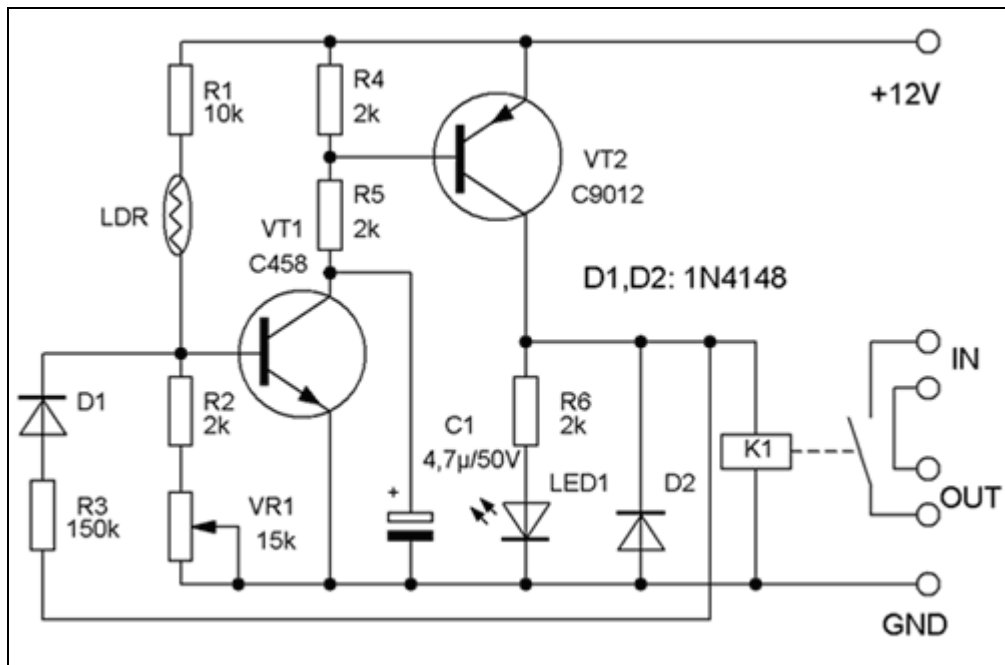 R1
10k
R4
2k
+12V
VT2
C9012
LDR
R5
2k
VT1
C458
D1,D2: 1N4148
IN
D1
R2
2k
C1
4,7µ/50V
+
R6
2k
K1
LED1
D2
OUT
R3
150k
VR1
15k
GND